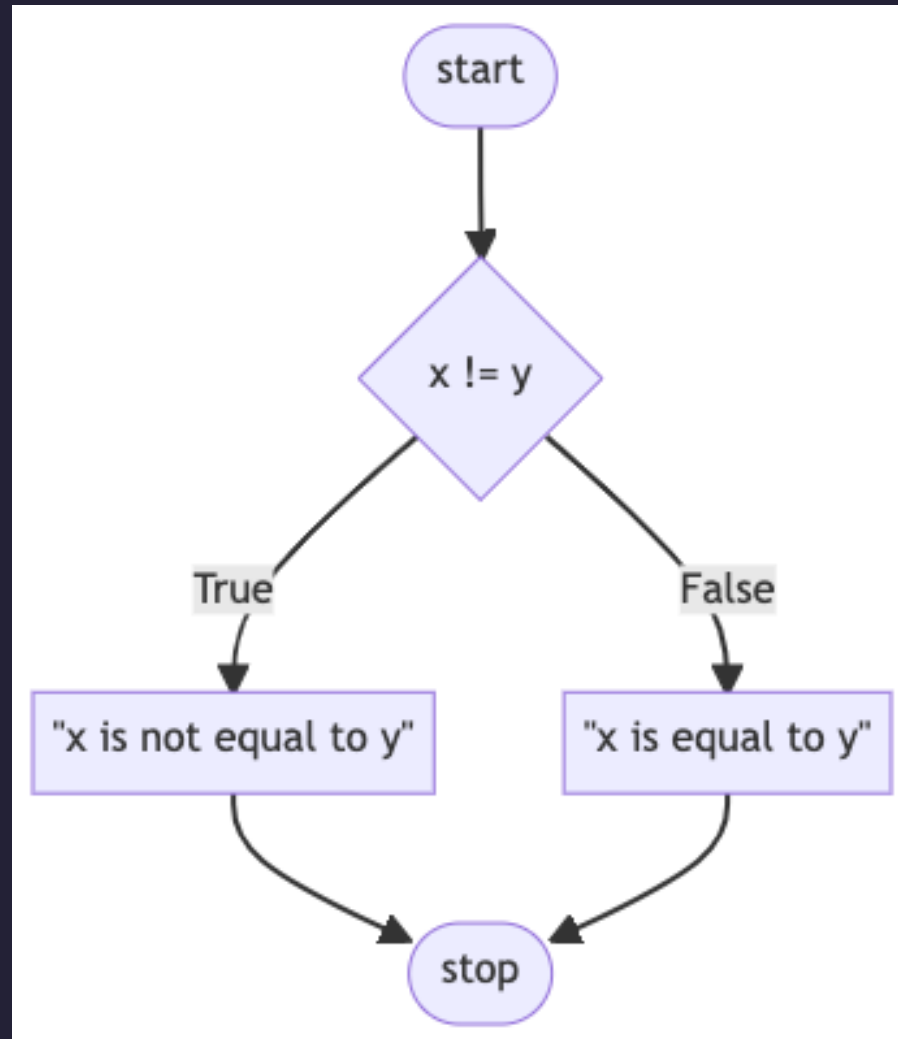 start
x != y
True
False
"x is not equal to y"
"x is equal to y"
stop